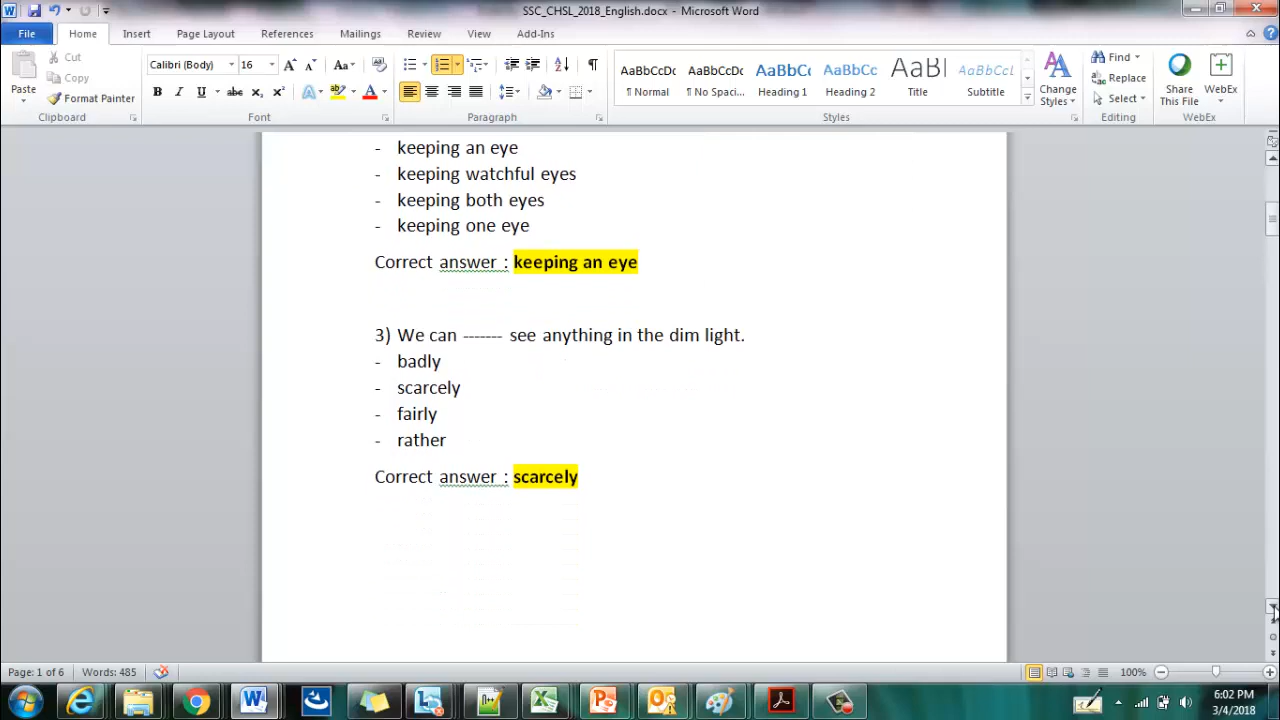 SSC_CHSL_2018_English.docx - Microsoft Word
File Home Insert Page Layout References Mailings Review View Add-Ins
Paste
Cut
Copy
Format Painter
Clipboard
Calibri (Body) 16
Font
Paragraph
AaBbCcDc AaBbCcDc AaBbCc AaBbCc AaBl AaBbCcDc
¶ Normal ¶ No Spaci... Heading 1 Heading 2 Title Subtitle
Styles
Change Styles
Find
Replace
Select
Editing
Share This File
WebEx
WebEx
- keeping an eye
- keeping watchful eyes
- keeping both eyes
- keeping one eye
Correct answer : keeping an eye
3) We can ------- see anything in the dim light.
- badly
- scarcely
- fairly
- rather
Correct answer : scarcely
Page: 1 of 6 Words: 485 100%
6:02 PM
3/4/2018